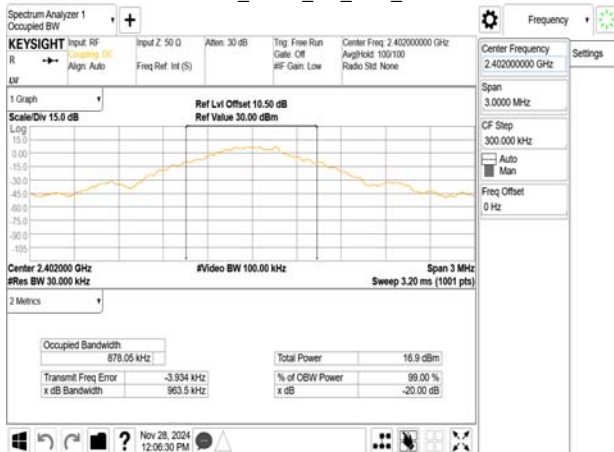 Spectrum Analyzer 1
Occupied BW
KEYSIGHT
R
Input: RF
Coupling: DC
Align: Auto
Input Z: 50 Ω
Freq Ref: Int (S)
Atten: 30 dB
Trig: Free Run
Gate: Off
#IF Gain: Low
Center Freq: 2.402000000 GHz
Avg|Hold: 100/100
Radio Std: None
1 Graph
Scale/Div 15.0 dB
Ref Lvl Offset 10.50 dB
Ref Value 30.00 dBm
Log
15.0
0.00
-15.0
-30.0
-45.0
-60.0
-75.0
-90.0
-105
Center 2.402000 GHz
#Res BW 30.000 kHz
#Video BW 100.00 kHz
Span 3 MHz
Sweep 3.20 ms (1001 pts)
2 Metrics
Occupied Bandwidth
878.05 kHz
Total Power 16.9 dBm
Transmit Freq Error -3.934 kHz
% of OBW Power 99.00 %
x dB Bandwidth 963.5 kHz
x dB -20.00 dB
Nov 28, 2024
12:06:30 PM
Frequency
Center Frequency
2.402000000 GHz
Settings
Span
3.0000 MHz
CF Step
300.000 kHz
Auto
Man
Freq Offset
0 Hz